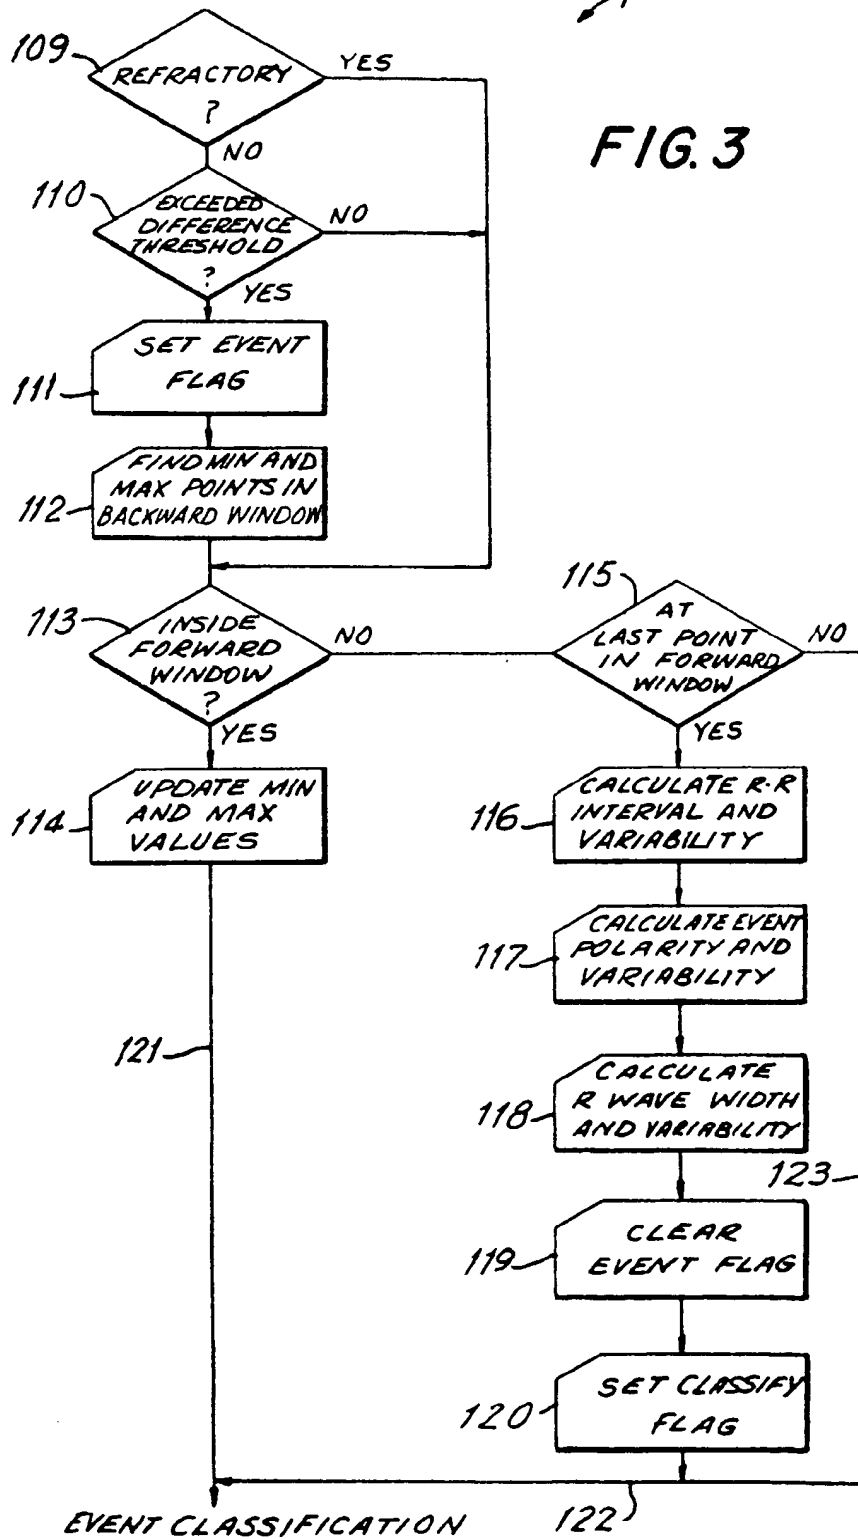 109
REFRACTORY
?
YES
NO
FIG. 3
110
EXCEEDED
DIFFERENCE
THRESHOLD
?
NO
YES
SET EVENT
FLAG
111
FIND MIN AND
MAX POINTS IN
BACKWARD WINDOW
112
113
INSIDE
FORWARD
WINDOW
?
NO
YES
115
AT
LAST POINT
IN FORWARD
WINDOW
NO
YES
UPDATE MIN
AND MAX
VALUES
114
CALCULATE R-R
INTERVAL AND
VARIABILITY
116
CALCULATE EVENT
POLARITY AND
VARIABILITY
117
121
CALCULATE
R WAVE WIDTH
AND VARIABILITY
118
123
CLEAR
EVENT FLAG
119
SET CLASSIFY
FLAG
120
122
EVENT CLASSIFICATION